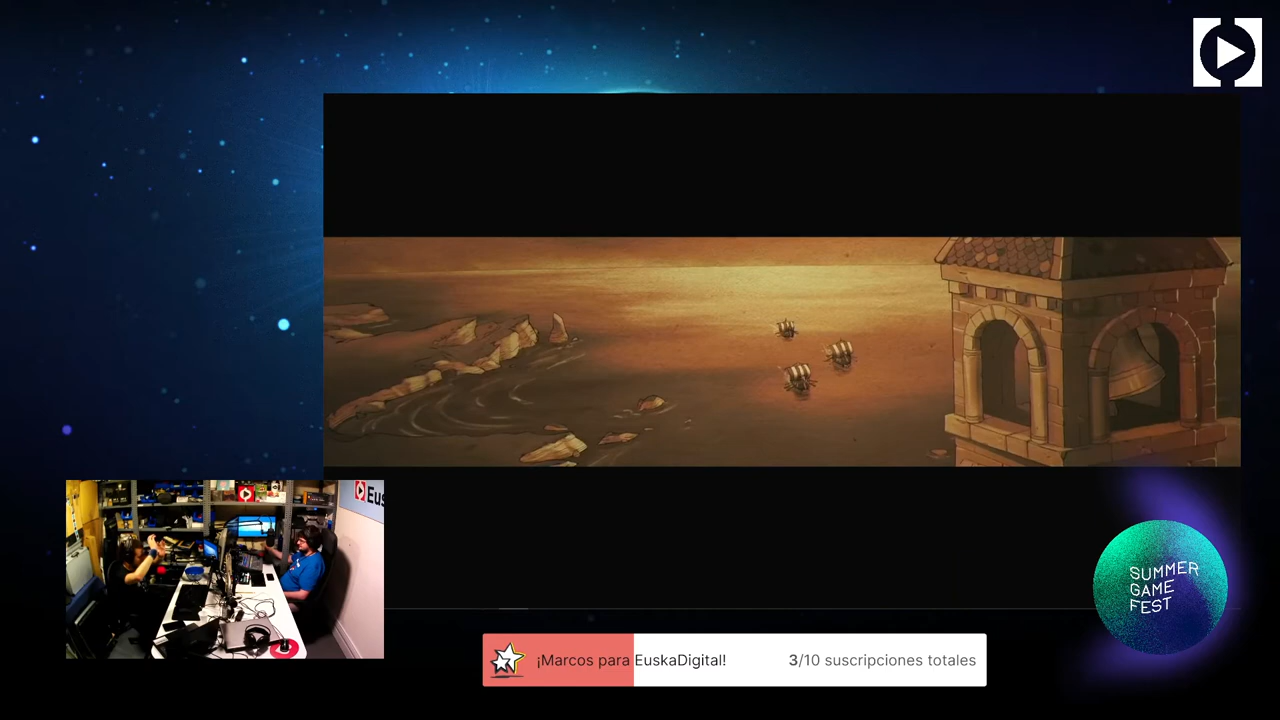 Eus
SUMMER
GAME
FEST
¡Marcos para EuskaDigital!
3/10 suscripciones totales